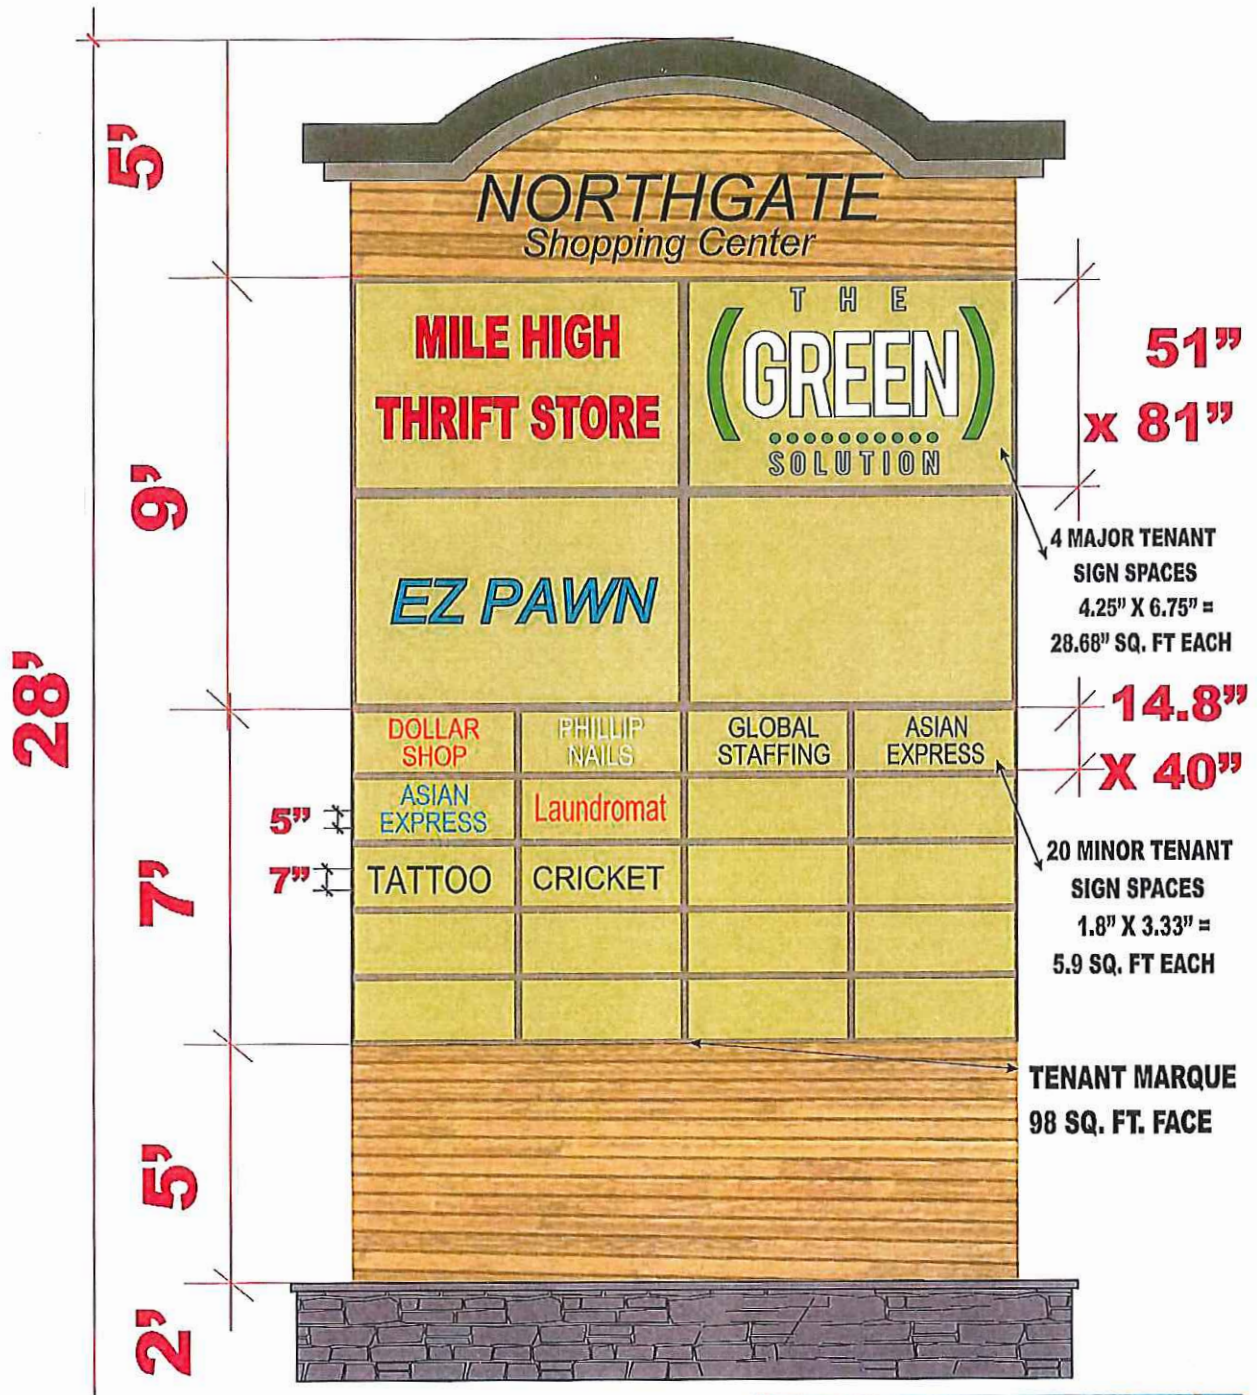 5’
NORTHGATE
Shopping Center
MILE HIGH
THRIFT STORE
THE
(GREEN)
SOLUTION
51”
x 81”
9’
4 MAJOR TENANT
SIGN SPACES
4.25” X 6.75” =
28.68” SQ. FT EACH
EZ PAWN
28’
14.8”
X 40”
DOLLAR
SHOP
PHILLIP
NAILS
GLOBAL
STAFFING
ASIAN
EXPRESS
5”
ASIAN
EXPRESS
Laundromat
7”
TATTOO
CRICKET
7’
20 MINOR TENANT
SIGN SPACES
1.8” X 3.33” =
5.9 SQ. FT EACH
TENANT MARQUE
98 SQ. FT. FACE
5’
2’